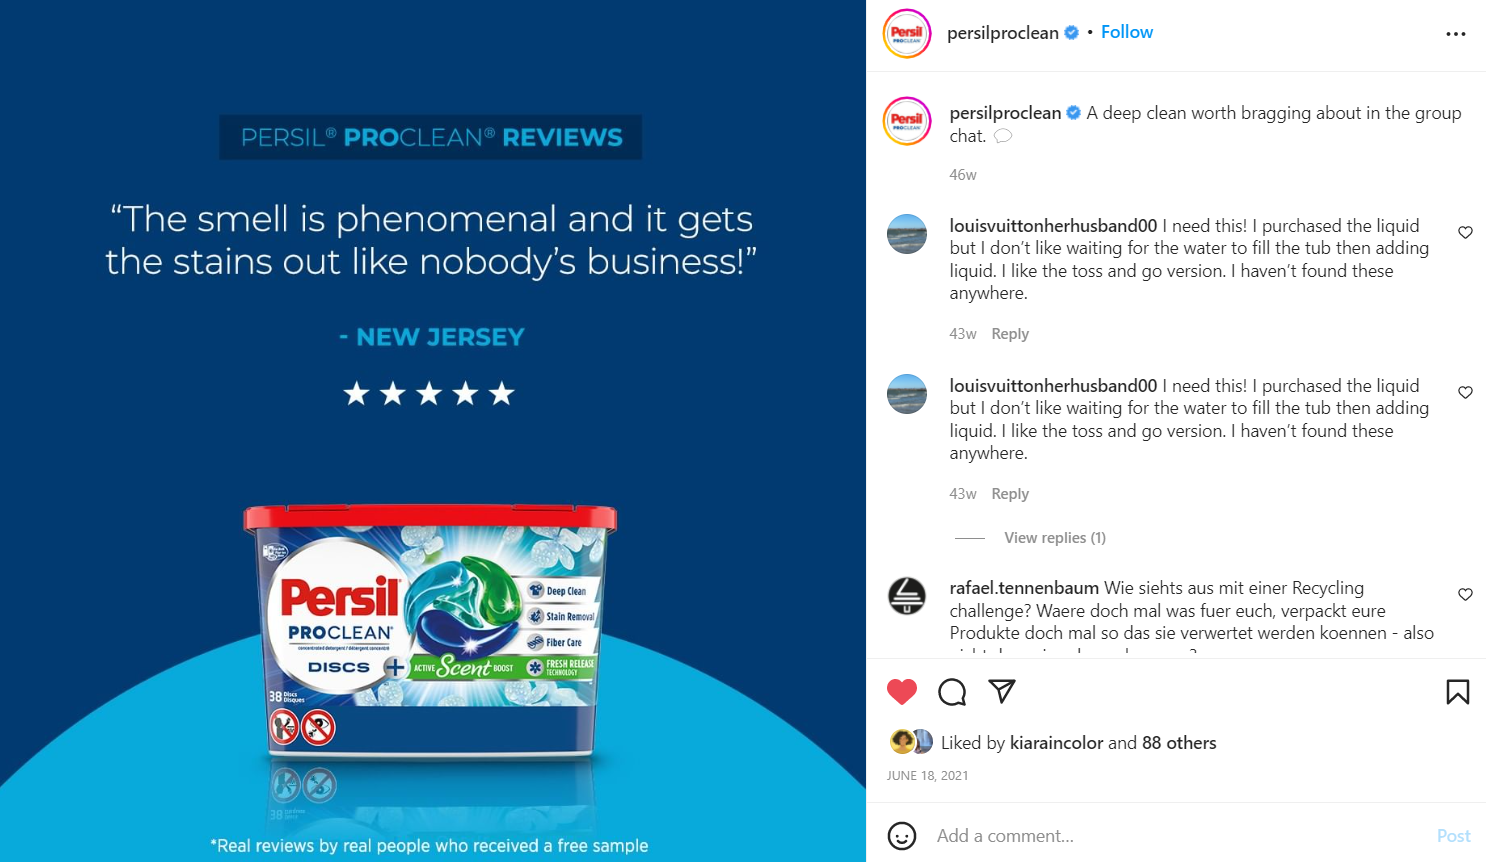 PERSIL® PROCLEAN® REVIEWS
“The smell is phenomenal and it gets
the stains out like nobody’s business!”
- NEW JERSEY
Persil
PROCLEAN®
concentrated detergent / détergent concentré
DISCS
+
ACTIVE Scent BOOST
Deep Clean
Stain Removal
Fiber Care
FRESH RELEASE
TECHNOLOGY
38 Discs
Disques
*Real reviews by real people who received a free sample
Persil
PROCLEAN
persilproclean • Follow
Persil
PROCLEAN
persilproclean A deep clean worth bragging about in the group
chat.
46w
louisvuittonherhusband00 I need this! I purchased the liquid
but I don’t like waiting for the water to fill the tub then adding
liquid. I like the toss and go version. I haven’t found these
anywhere.
43w Reply
louisvuittonherhusband00 I need this! I purchased the liquid
but I don’t like waiting for the water to fill the tub then adding
liquid. I like the toss and go version. I haven’t found these
anywhere.
43w Reply
View replies (1)
rafael.tennenbaum Wie siehts aus mit einer Recycling
challenge? Waere doch mal was fuer euch, verpackt eure
Produkte doch mal so das sie verwertet werden koennen - also
Liked by kiaraincolor and 88 others
JUNE 18, 2021
Add a comment...
Post